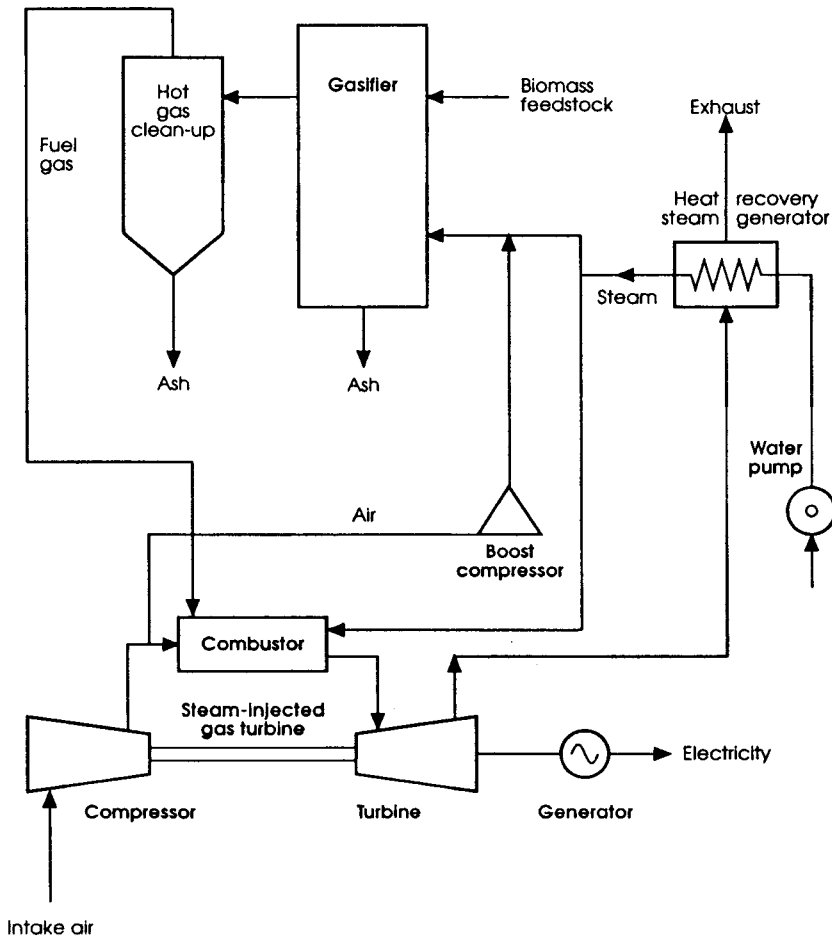 Hot
gas
clean-up
Gasifier
Biomass
feedstock
Exhaust
Fuel
gas
Heat recovery
steam generator
Steam
Ash
Ash
Water
pump
Air
Boost
compressor
Combustor
Steam-injected
gas turbine
Electricity
Compressor
Turbine
Generator
Intake air